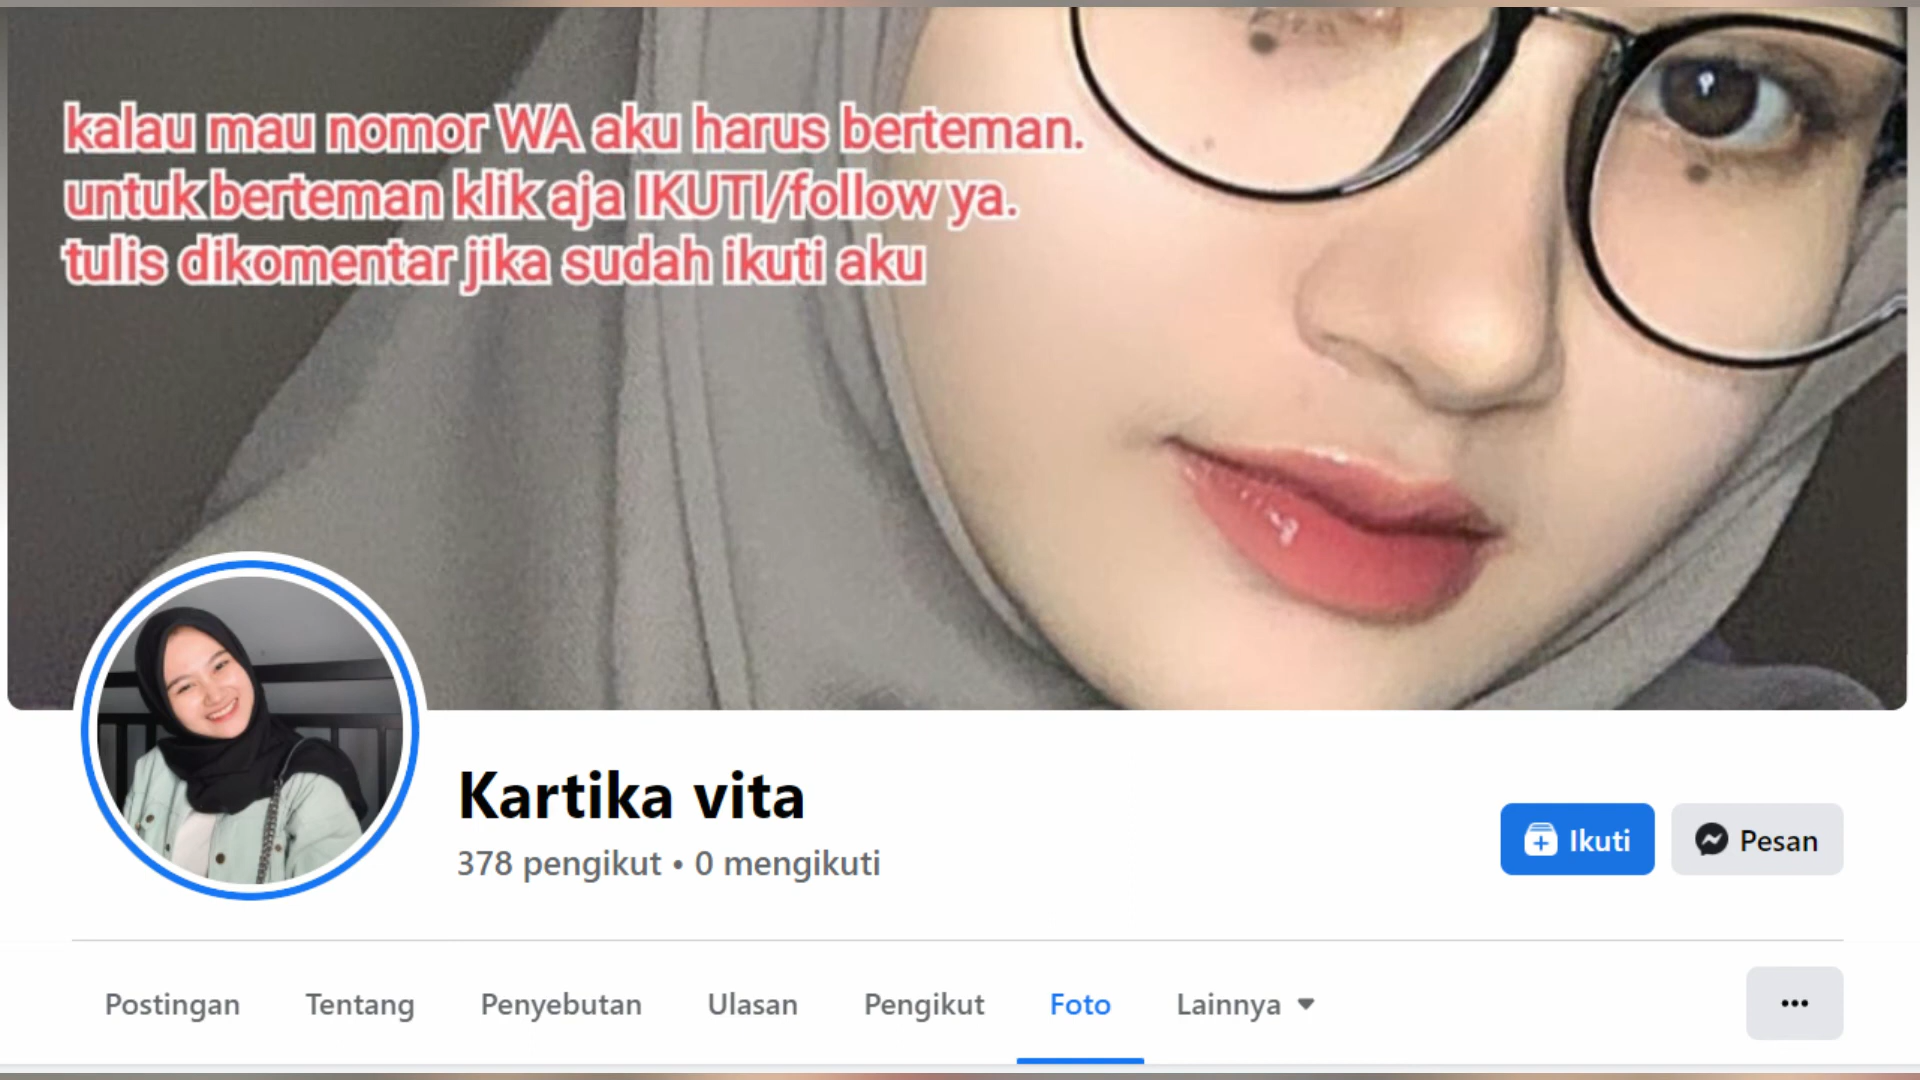 kalau mau nomor WA aku harus berteman.
untuk berteman klik aja IKUTI/follow ya.
tulis dikomentar jika sudah ikuti aku
Kartika vita
378 pengikut • 0 mengikuti
Ikuti
Pesan
Postingan
Tentang
Penyebutan
Ulasan
Pengikut
Foto
Lainnya